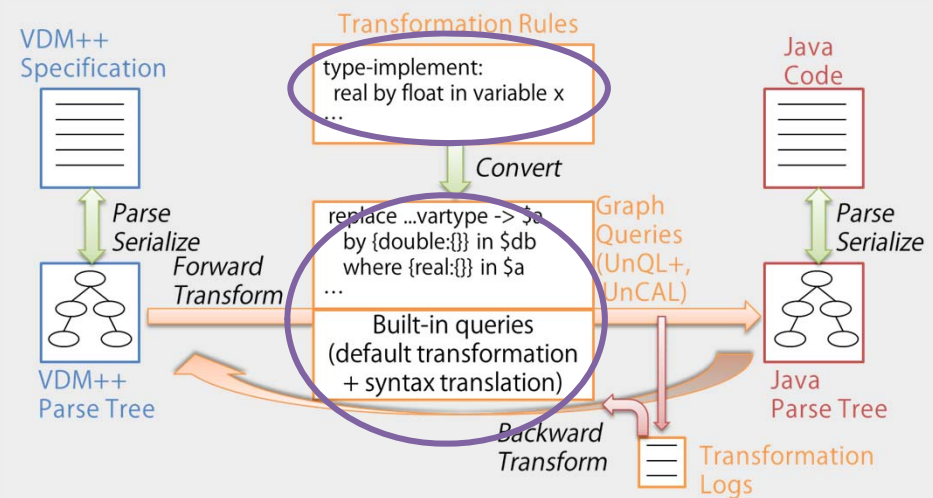 Transformation Rules
VDM++
Specification
type-implement:
real by float in variable x
...
Java
Code
Convert
Parse
Serialize
replace ...vartype -> $a
by {double:{}} in $db
where {real:{}} in $a
...
Graph
Queries
(UnQL+,
UnCAL)
Parse
Serialize
Forward
Transform
Built-in queries
(default transformation
+ syntax translation)
VDM++
Parse Tree
Java
Parse Tree
Backward
Transform
Transformation
Logs